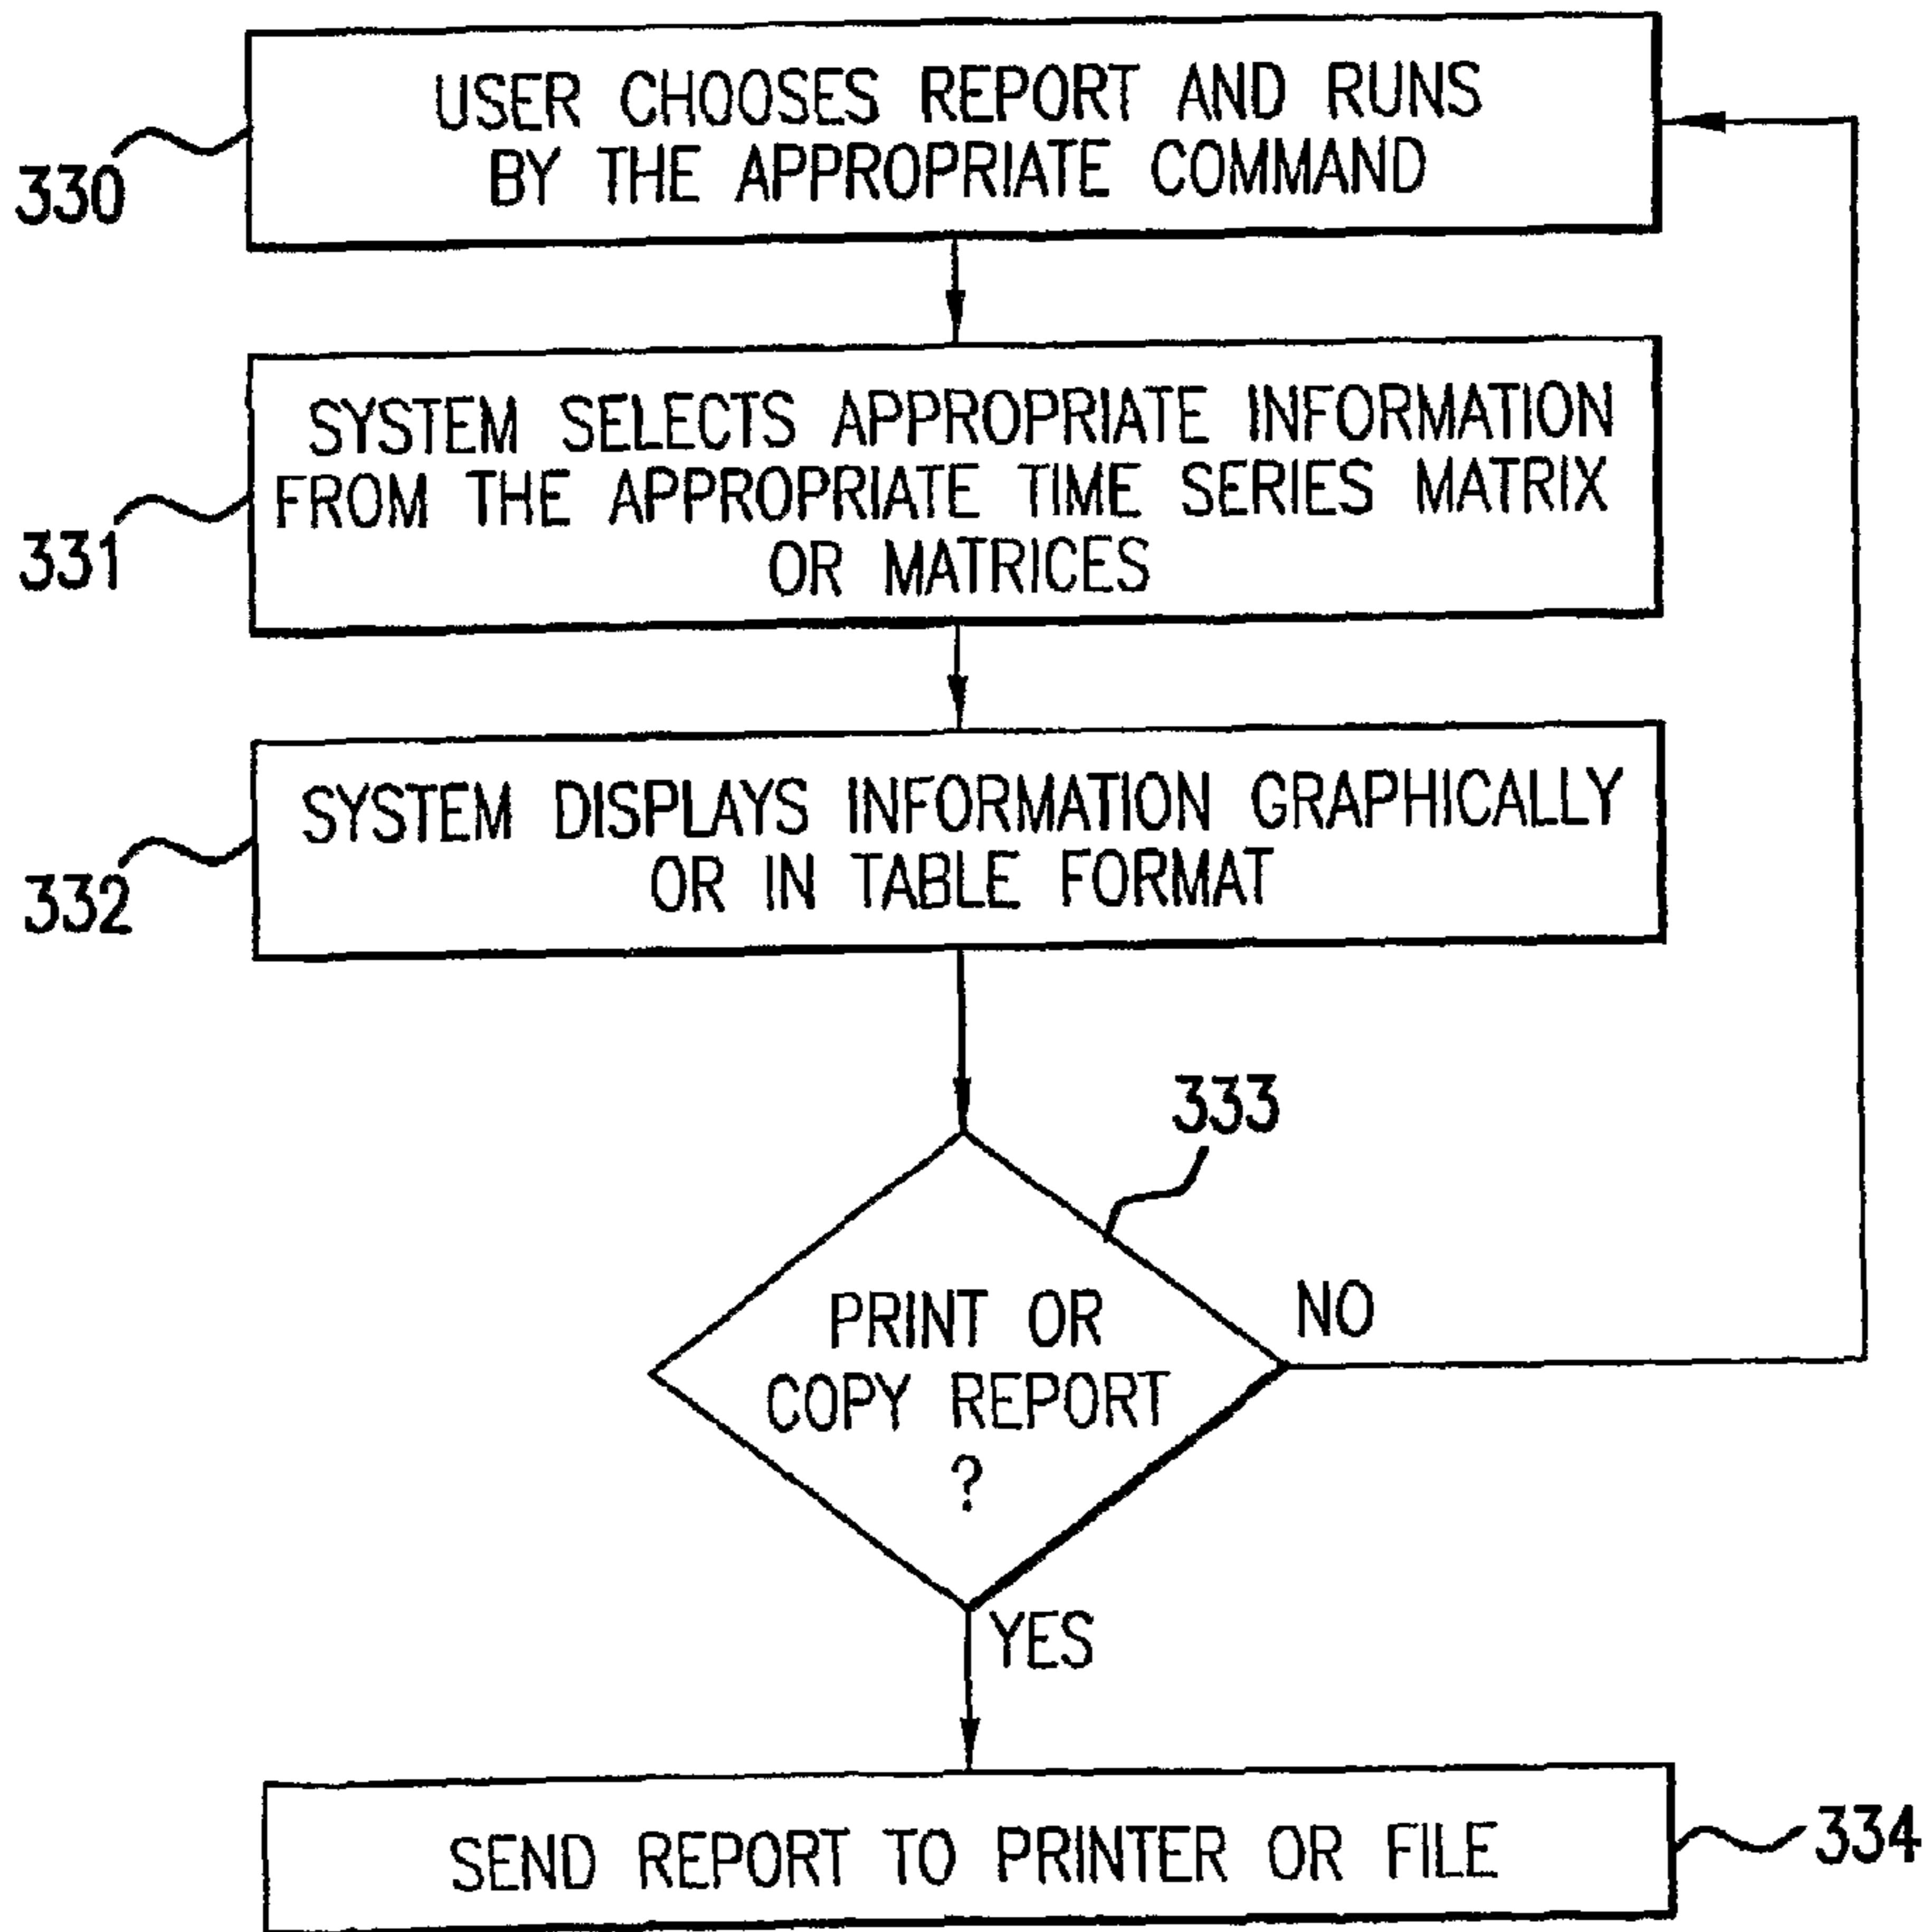 USER CHOOSES REPORT AND RUNS
BY THE APPROPRIATE COMMAND
330
SYSTEM SELECTS APPROPRIATE INFORMATION
FROM THE APPROPRIATE TIME SERIES MATRIX
OR MATRICES
331
SYSTEM DISPLAYS INFORMATION GRAPHICALLY
OR IN TABLE FORMAT
332
333
PRINT OR
COPY REPORT
?
NO
YES
SEND REPORT TO PRINTER OR FILE
334